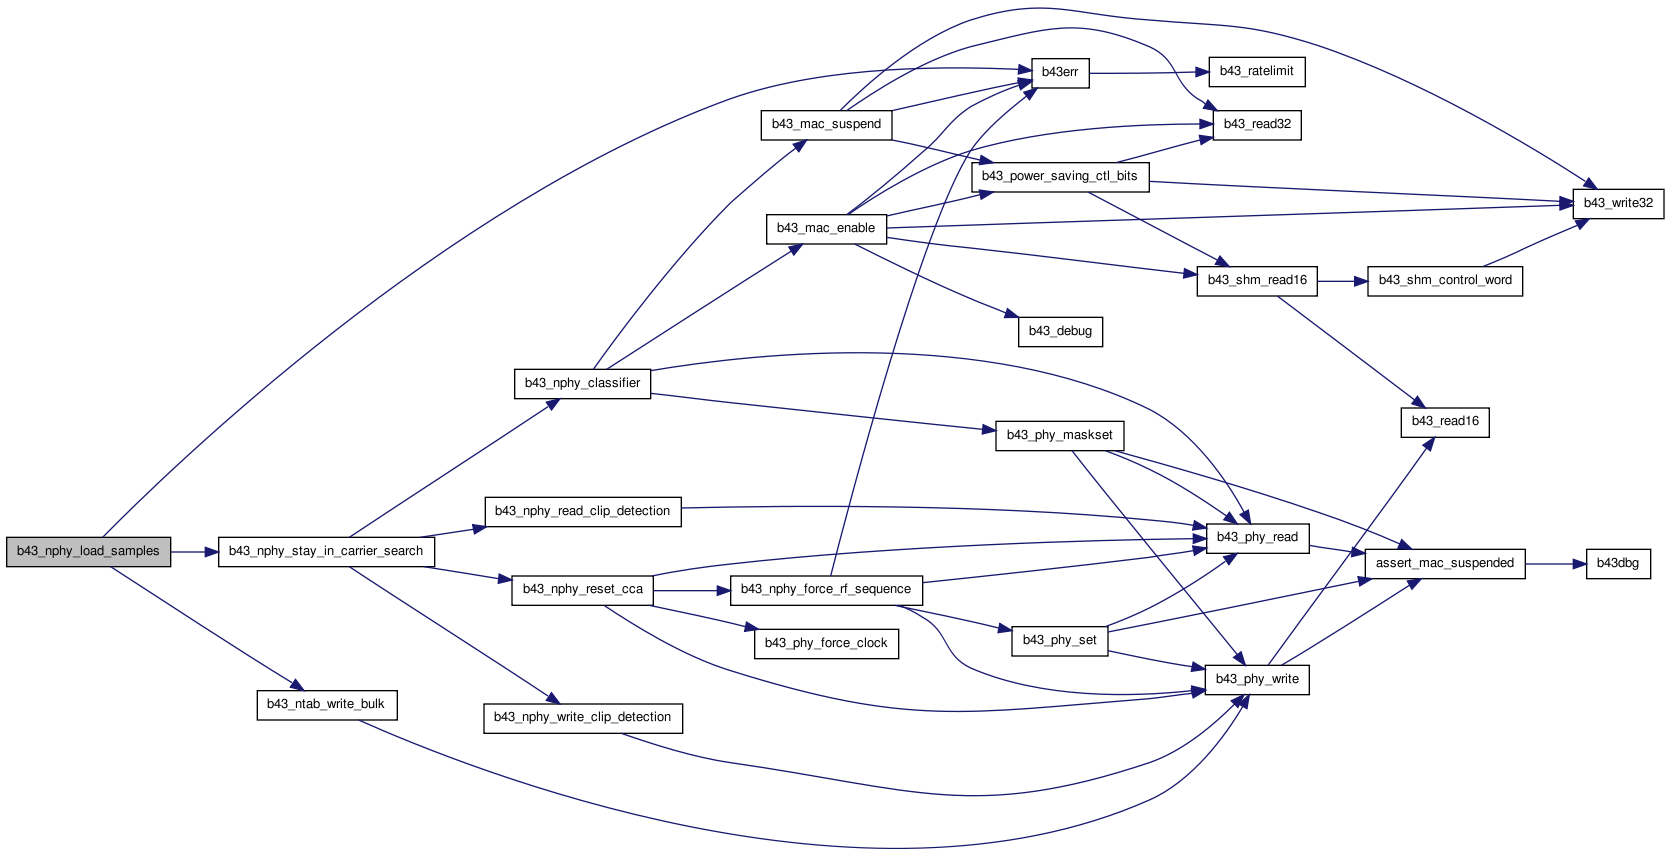 b43err
b43_ratelimit
b43_mac_suspend
b43_read32
b43_power_saving_ctl_bits
b43_write32
b43_mac_enable
b43_shm_read16
b43_shm_control_word
b43_debug
b43_nphy_classifier
b43_read16
b43_phy_maskset
b43_nphy_read_clip_detection
b43_phy_read
b43_nphy_load_samples
b43_nphy_stay_in_carrier_search
assert_mac_suspended
b43dbg
b43_nphy_reset_cca
b43_nphy_force_rf_sequence
b43_phy_force_clock
b43_phy_set
b43_phy_write
b43_ntab_write_bulk
b43_nphy_write_clip_detection